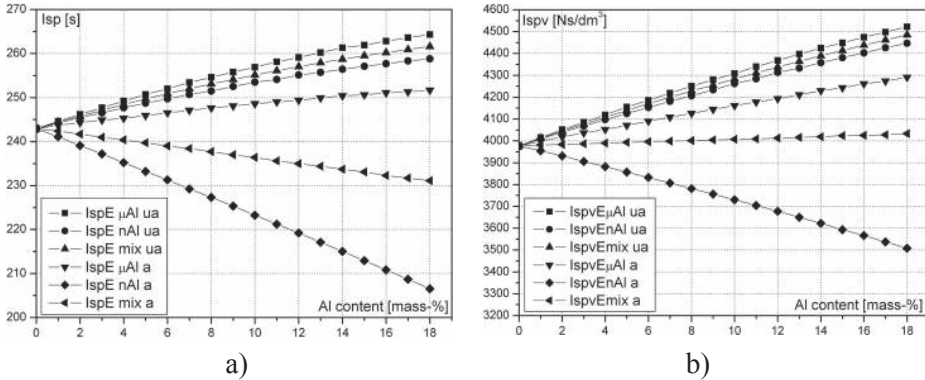 Isp [s]
270
260
250
240
230
220
210
200
IspE μAl ua
IspE nAl ua
IspE mix ua
IspE μAl a
IspE nAl a
IspE mix a
Al content [mass-%]
0 2 4 6 8 10 12 14 16 18
a)
Ispv [Ns/dm³]
4600
4500
4400
4300
4200
4100
4000
3900
3800
3700
3600
3500
3400
3300
3200
IspvEμAl ua
IspvEnAl ua
IspvEmix ua
IspvEμAl a
IspvEnAl a
IspvEmix a
Al content [mass-%]
0 2 4 6 8 10 12 14 16 18
b)